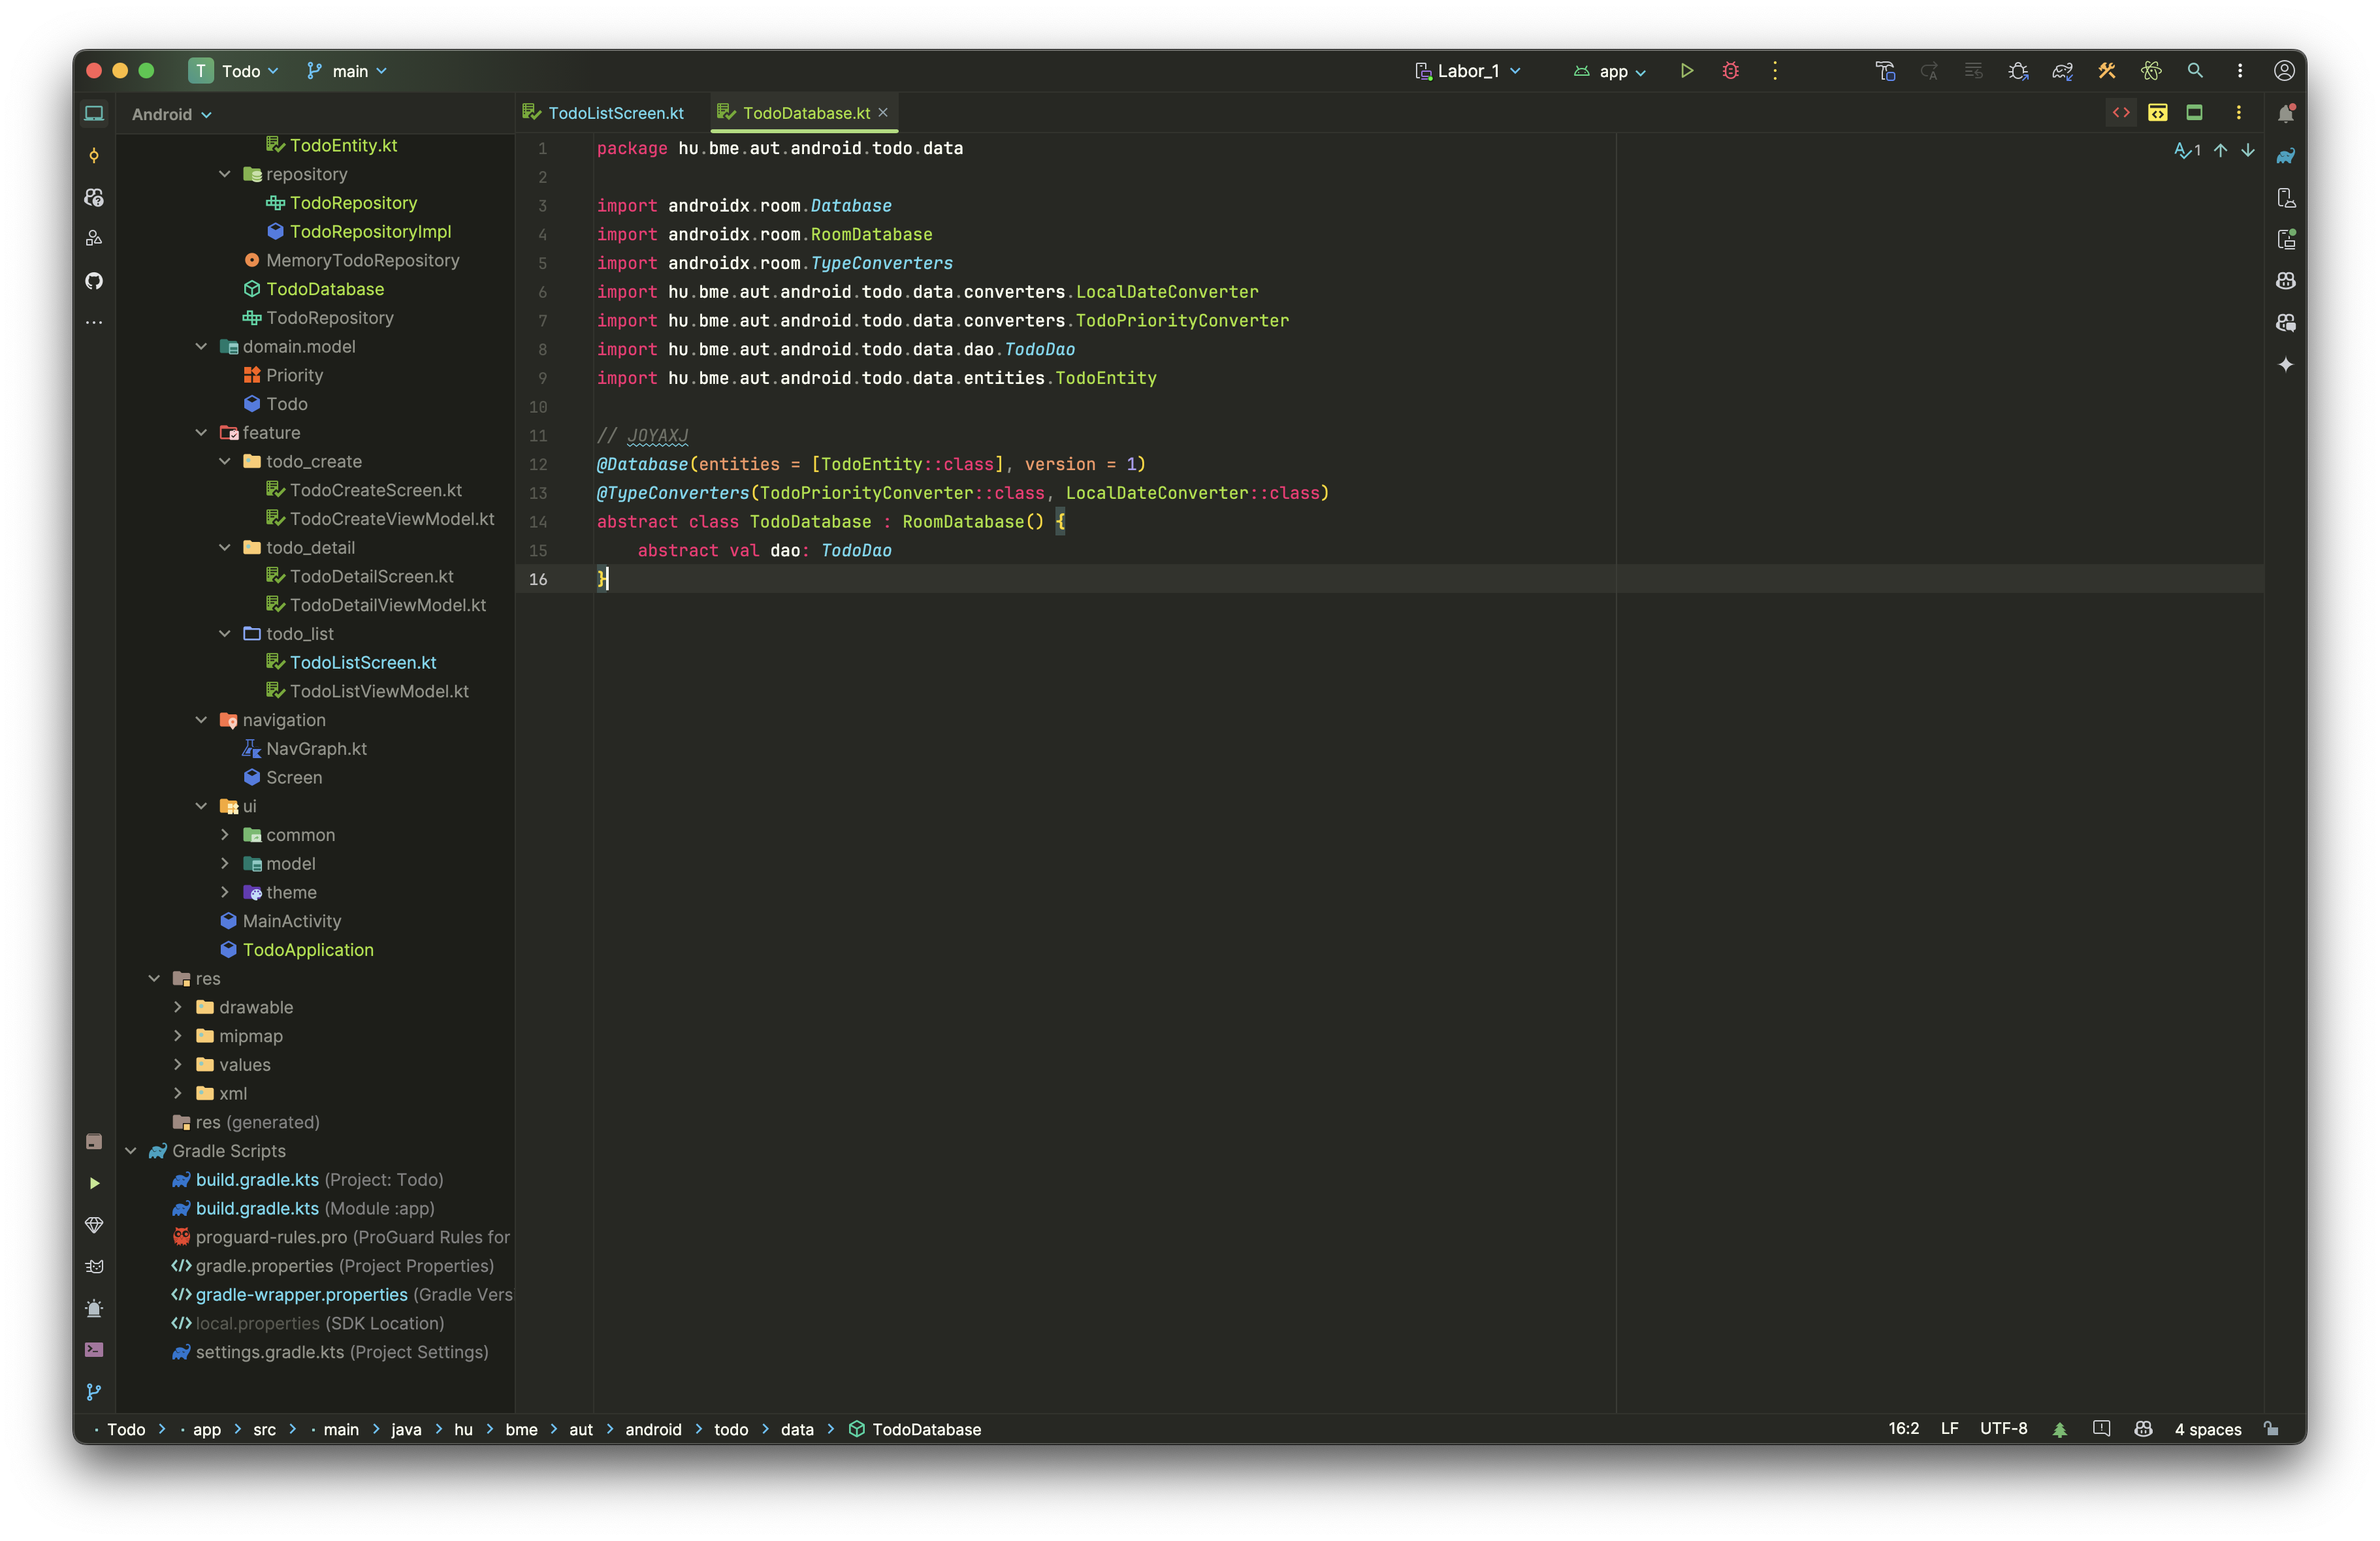 T Todo main Labor_1 app
Android
TodoListScreen.kt TodoDatabase.kt
TodoEntity.kt
repository
TodoRepository
TodoRepositoryImpl
MemoryTodoRepository
TodoDatabase
TodoRepository
domain.model
Priority
Todo
feature
todo_create
TodoCreateScreen.kt
TodoCreateViewModel.kt
todo_detail
TodoDetailScreen.kt
TodoDetailViewModel.kt
todo_list
TodoListScreen.kt
TodoListViewModel.kt
navigation
NavGraph.kt
Screen
ui
common
model
theme
MainActivity
TodoApplication
res
drawable
mipmap
values
xml
res (generated)
Gradle Scripts
build.gradle.kts (Project: Todo)
build.gradle.kts (Module :app)
proguard-rules.pro (ProGuard Rules for
gradle.properties (Project Properties)
gradle-wrapper.properties (Gradle Vers
local.properties (SDK Location)
settings.gradle.kts (Project Settings)
1 package hu.bme.aut.android.todo.data
2
3 import androidx.room.Database
4 import androidx.room.RoomDatabase
5 import androidx.room.TypeConverters
6 import hu.bme.aut.android.todo.data.converters.LocalDateConverter
7 import hu.bme.aut.android.todo.data.converters.TodoPriorityConverter
8 import hu.bme.aut.android.todo.data.dao.TodoDao
9 import hu.bme.aut.android.todo.data.entities.TodoEntity
10
11 // JOYAXJ
12 @Database(entities = [TodoEntity::class], version = 1)
13 @TypeConverters(TodoPriorityConverter::class, LocalDateConverter::class)
14 abstract class TodoDatabase : RoomDatabase() {
15 abstract val dao: TodoDao
16 }
1
Todo > app > src > main > java > hu > bme > aut > android > todo > data > TodoDatabase
16:2 LF UTF-8 4 spaces